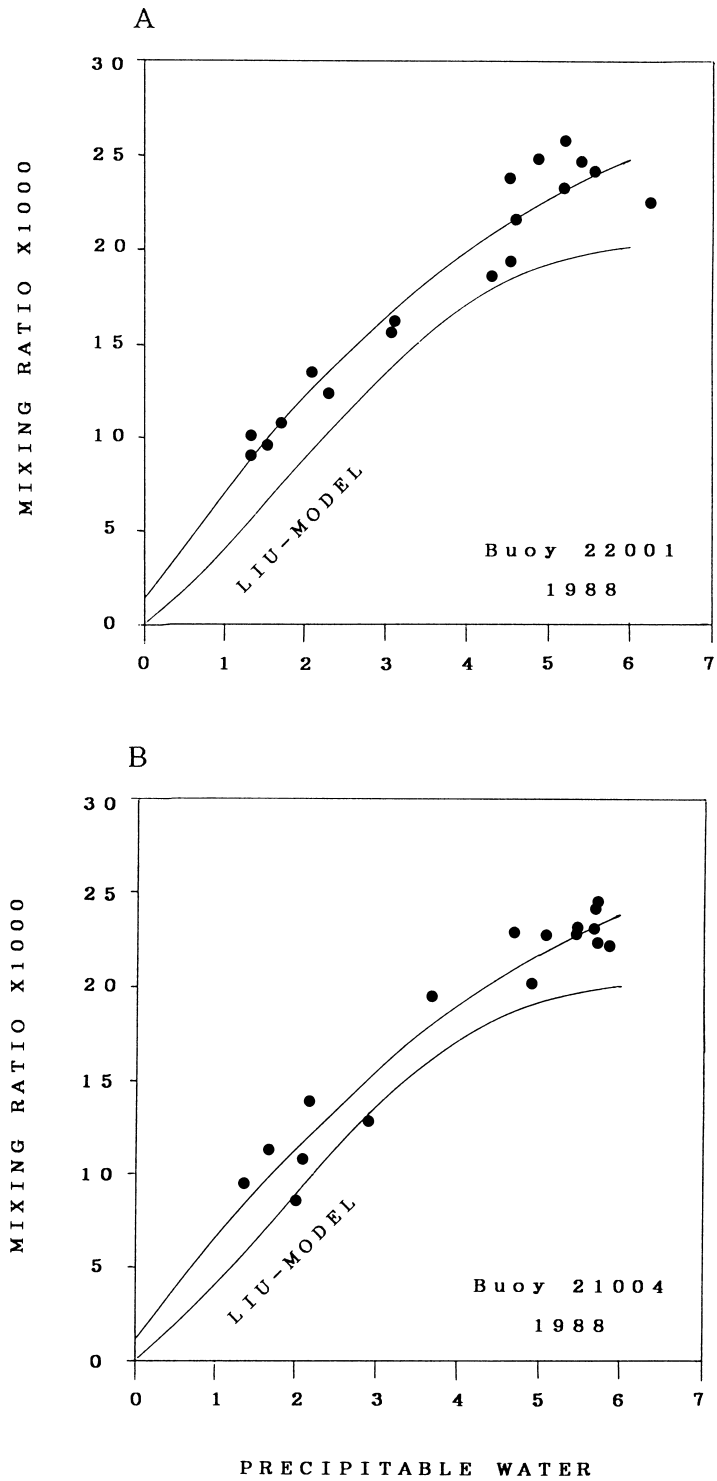 A
30
25
20
15
10
5
0
MIXING RATIO X1000
LIU-MODEL
Buoy 22001
1988
0 1 2 3 4 5 6 7
B
30
25
20
15
10
5
0
MIXING RATIO X1000
LIU-MODEL
Buoy 21004
1988
0 1 2 3 4 5 6 7
PRECIPITABLE WATER